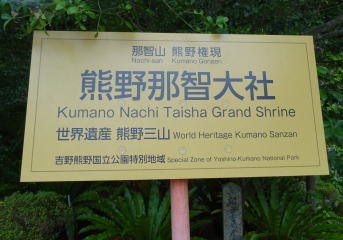 那智山 熊野権現
Nachi-san Kumano Gongen
熊野那智大社
Kumano Nachi Taisha Grand Shrine
世界遺産 熊野三山 World Heritage Kumano Sanzan
吉野熊野国立公園特別地域 Special Zone of Yoshino-Kumano National Park